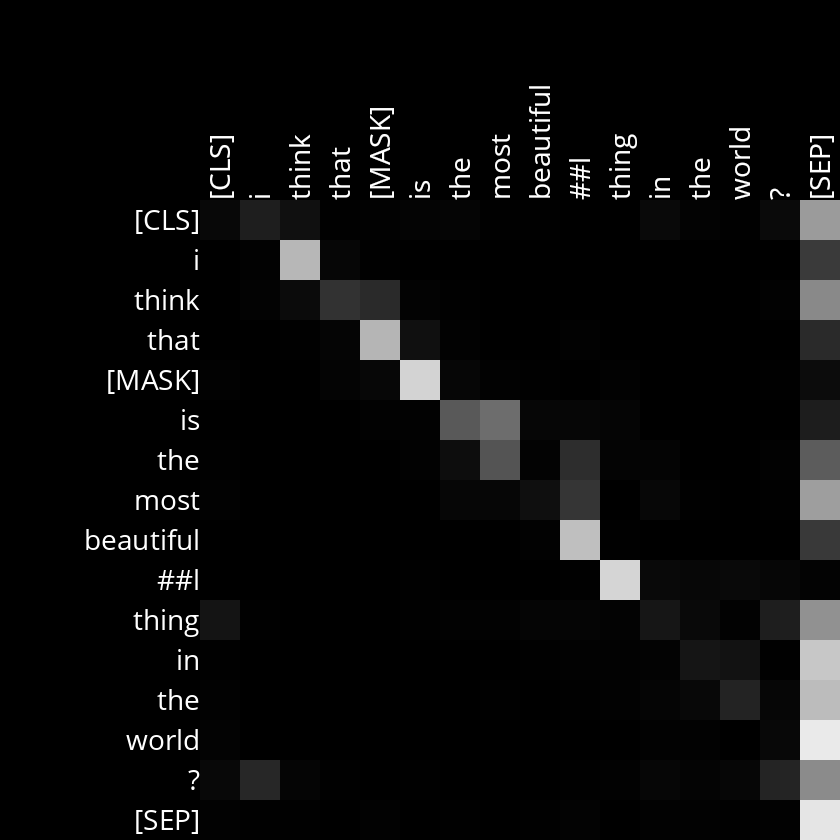 [CLS] i think that [MASK] is the most beautiful ##l thing in the world ? [SEP]
[CLS]
i
think
that
[MASK]
is
the
most
beautiful
##l
thing
in
the
world
?
[SEP]